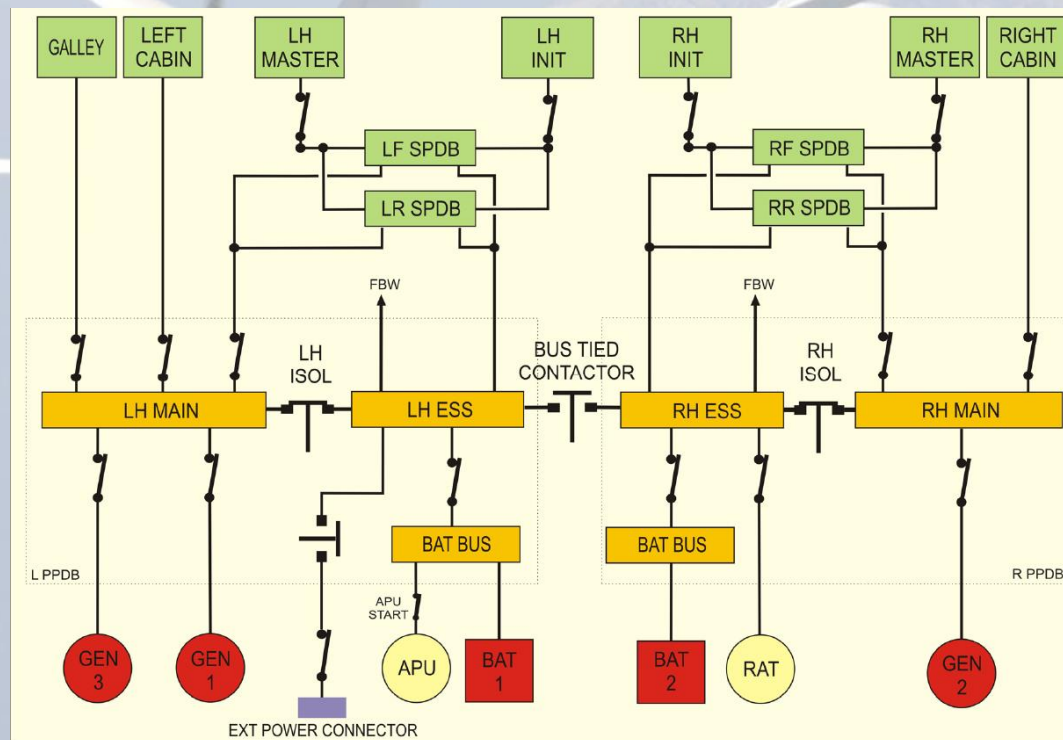 GALLEY
LEFT
CABIN
LH
MASTER
LH
INIT
RH
INIT
RH
MASTER
RIGHT
CABIN
LF SPDB
RF SPDB
LR SPDB
RR SPDB
FBW
FBW
LH
ISOL
BUS TIED
CONTACTOR
RH
ISOL
LH MAIN
LH ESS
RH ESS
RH MAIN
BAT BUS
BAT BUS
L PPDB
R PPDB
APU
START
GEN
3
GEN
1
APU
BAT
1
BAT
2
RAT
GEN
2
EXT POWER CONNECTOR